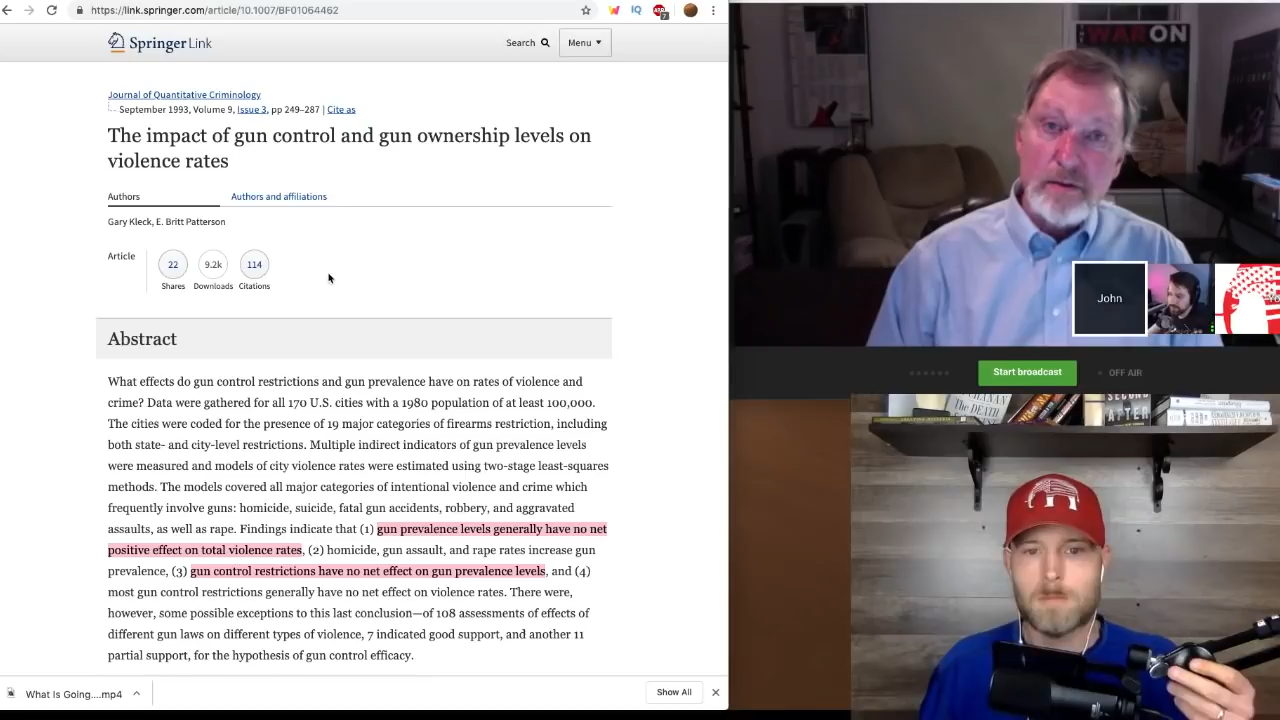 https://link.springer.com/article/10.1007/BF01064462
W
IQ
7
Springer Link
Search
Menu
Journal of Quantitative Criminology
September 1993, Volume 9, Issue 3, pp 249–287 | Cite as
The impact of gun control and gun ownership levels on
violence rates
Authors
Authors and affiliations
Gary Kleck, E. Britt Patterson
Article
22
9.2k
114
Shares
Downloads
Citations
Abstract
What effects do gun control restrictions and gun prevalence have on rates of violence and
crime? Data were gathered for all 170 U.S. cities with a 1980 population of at least 100,000.
The cities were coded for the presence of 19 major categories of firearms restriction, including
both state- and city-level restrictions. Multiple indirect indicators of gun prevalence levels
were measured and models of city violence rates were estimated using two-stage least-squares
methods. The models covered all major categories of intentional violence and crime which
frequently involve guns: homicide, suicide, fatal gun accidents, robbery, and aggravated
assaults, as well as rape. Findings indicate that (1) gun prevalence levels generally have no net
positive effect on total violence rates, (2) homicide, gun assault, and rape rates increase gun
prevalence, (3) gun control restrictions have no net effect on gun prevalence levels, and (4)
most gun control restrictions generally have no net effect on violence rates. There were,
however, some possible exceptions to this last conclusion—of 108 assessments of effects of
different gun laws on different types of violence, 7 indicated good support, and another 11
partial support, for the hypothesis of gun control efficacy.
What Is Going....mp4
Show All
WAR ON
GUNS
John
Start broadcast
OFF AIR
THE DEATH
SECOND
AFTER